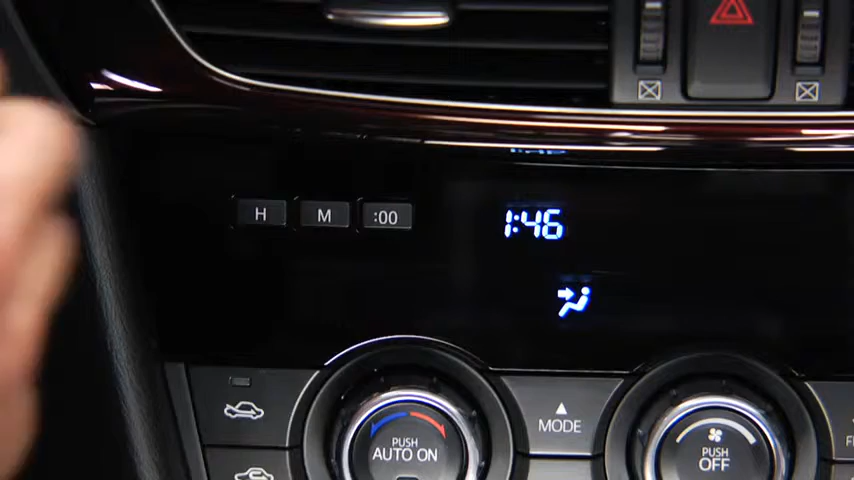 H M :00
1:46
MODE
PUSH
AUTO ON
PUSH
OFF